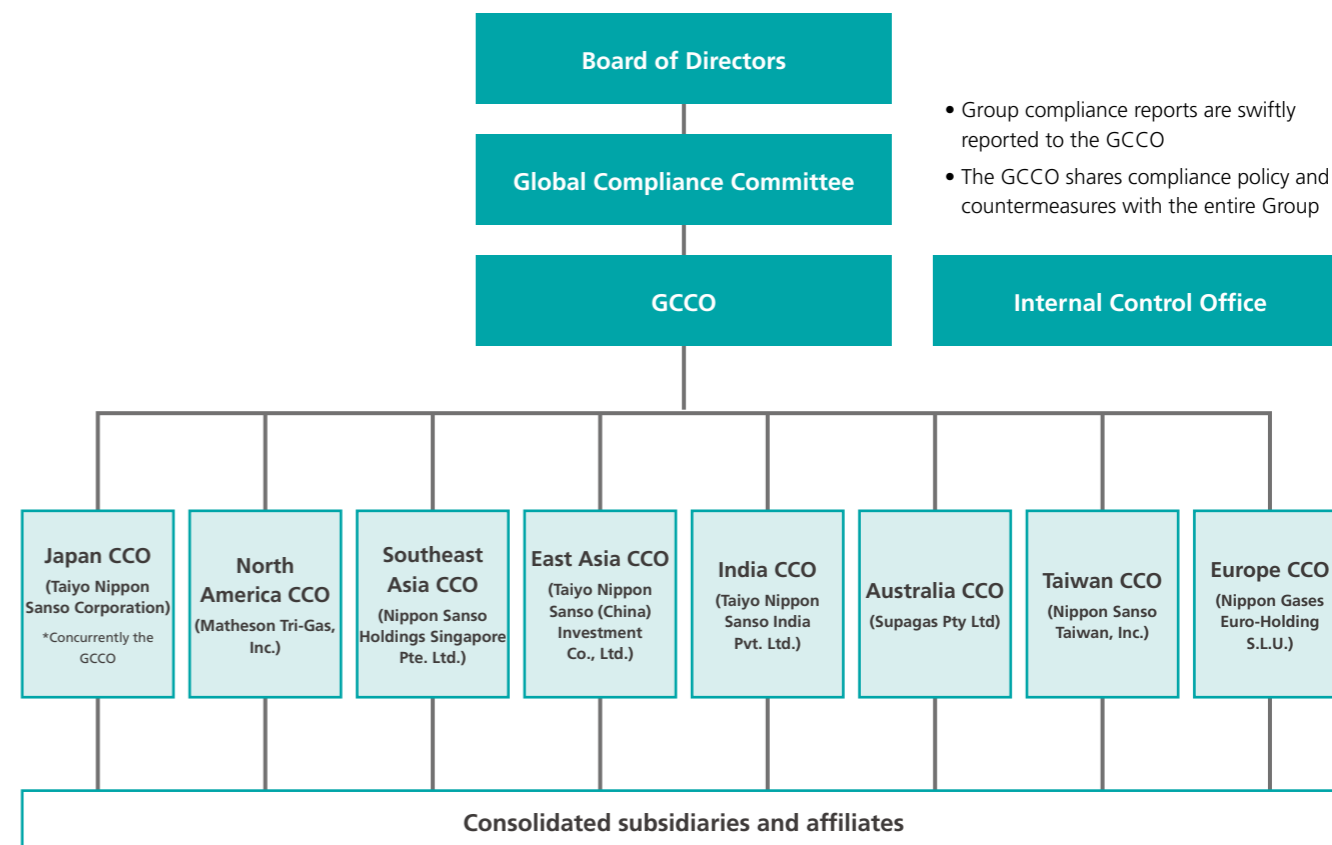 Board of Directors
• Group compliance reports are swiftly
reported to the GCCO
• The GCCO shares compliance policy and
countermeasures with the entire Group
Global Compliance Committee
GCCO
Internal Control Office
Japan CCO
(Taiyo Nippon
Sanso Corporation)
*Concurrently the
GCCO
North
America CCO
(Matheson Tri-Gas,
Inc.)
Southeast
Asia CCO
(Nippon Sanso
Holdings Singapore
Pte. Ltd.)
East Asia CCO
(Taiyo Nippon
Sanso (China)
Investment
Co., Ltd.)
India CCO
(Taiyo Nippon
Sanso India
Pvt. Ltd.)
Australia CCO
(Supagas Pty Ltd)
Taiwan CCO
(Nippon Sanso
Taiwan, Inc.)
Europe CCO
(Nippon Gases
Euro-Holding
S.L.U.)
Consolidated subsidiaries and affiliates